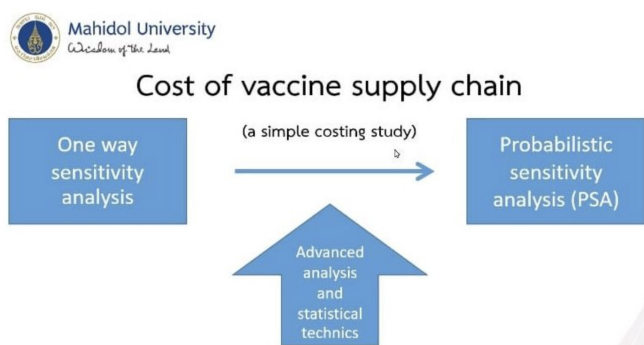 Mahidol University
Wisdom of the Land
Cost of vaccine supply chain
One way
sensitivity
analysis
(a simple costing study)
Probabilistic
sensitivity
analysis (PSA)
Advanced
analysis
and
statistical
technics